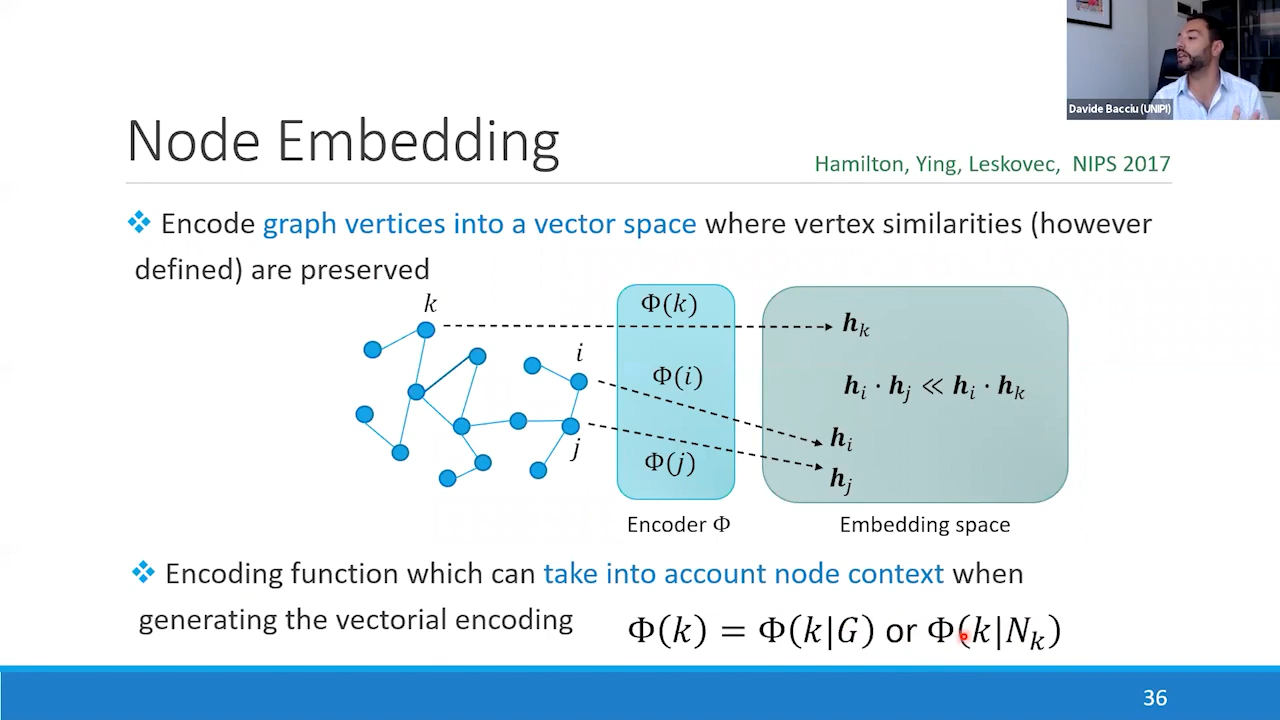 Davide Bacciu (UNIPI)
Node Embedding
Hamilton, Ying, Leskovec, NIPS 2017
❖ Encode graph vertices into a vector space where vertex similarities (however
defined) are preserved
k
Φ(k)
h_k
i
Φ(i)
h_i · h_j ≪ h_i · h_k
h_i
j
Φ(j)
h_j
Encoder Φ
Embedding space
❖ Encoding function which can take into account node context when
generating the vectorial encoding
Φ(k) = Φ(k|G) or Φ(k|N_k)
36